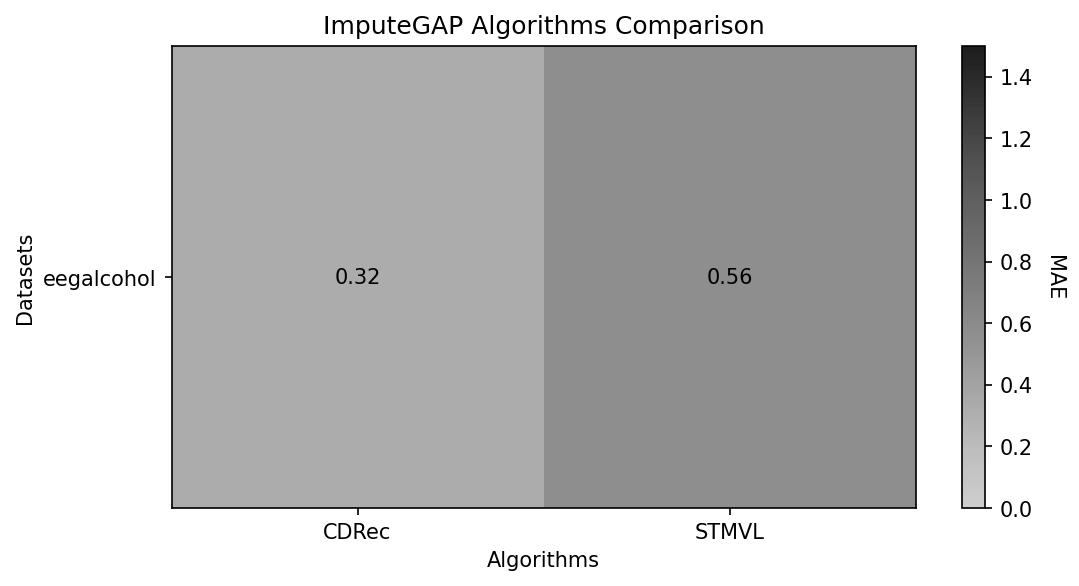 ImputeGAP Algorithms Comparison
Datasets
eegalcohol
0.32
0.56
CDRec
STMVL
Algorithms
1.4
1.2
1.0
0.8
0.6
0.4
0.2
0.0
MAE